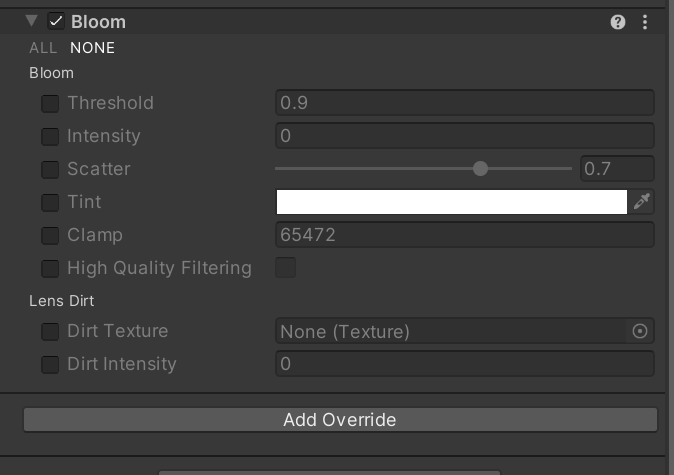 Bloom
ALL NONE
Bloom
Threshold 0.9
Intensity 0
Scatter 0.7
Tint
Clamp 65472
High Quality Filtering
Lens Dirt
Dirt Texture None (Texture)
Dirt Intensity 0
Add Override